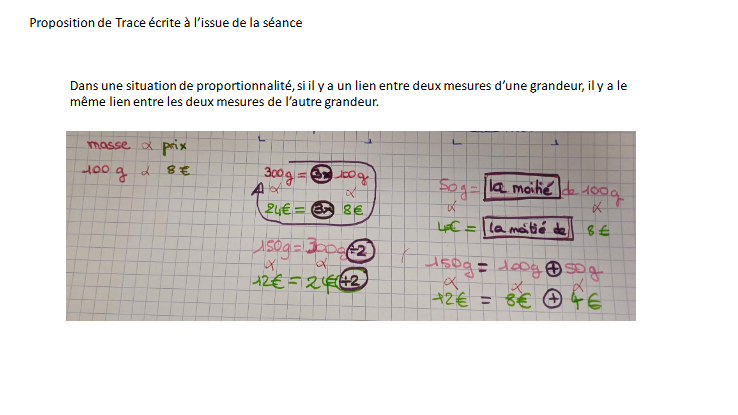 Proposition de Trace écrite à l'issue de la séance
Dans une situation de proportionnalité, si il y a un lien entre deux mesures d'une grandeur, il y a le
même lien entre les deux mesures de l'autre grandeur.
masse ∝ prix
100 g ∝ 8 €
300g = 3x 100g
∝ ∝
24€ = 3x 8€
150g = 300g ÷2
∝ ∝
12€ = 24€ ÷2
50g = la moitié de 100g
∝ ∝
4€ = la moitié de 8€
150g = 100g + 50g
∝ ∝ ∝
12€ = 8€ + 4€